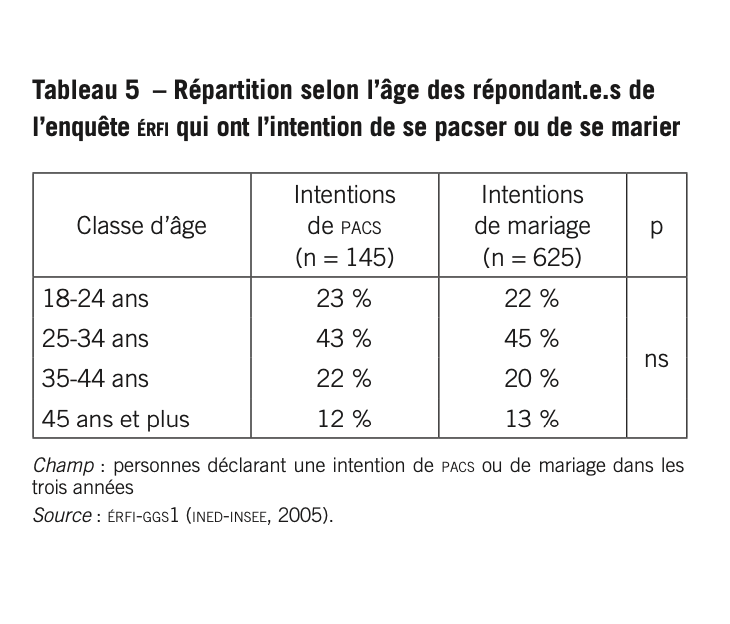 Tableau 5 – Répartition selon l'âge des répondant.e.s de
l'enquête ÉRFI qui ont l'intention de se pacser ou de se marier
Classe d'âge
Intentions
de PACS
(n = 145)
Intentions
de mariage
(n = 625)
p
18-24 ans 23 % 22 %
25-34 ans 43 % 45 %
35-44 ans 22 % 20 %
45 ans et plus 12 % 13 %
ns
Champ : personnes déclarant une intention de PACS ou de mariage dans les
trois années
Source : ÉRFI-GGS1 (INED-INSEE, 2005).